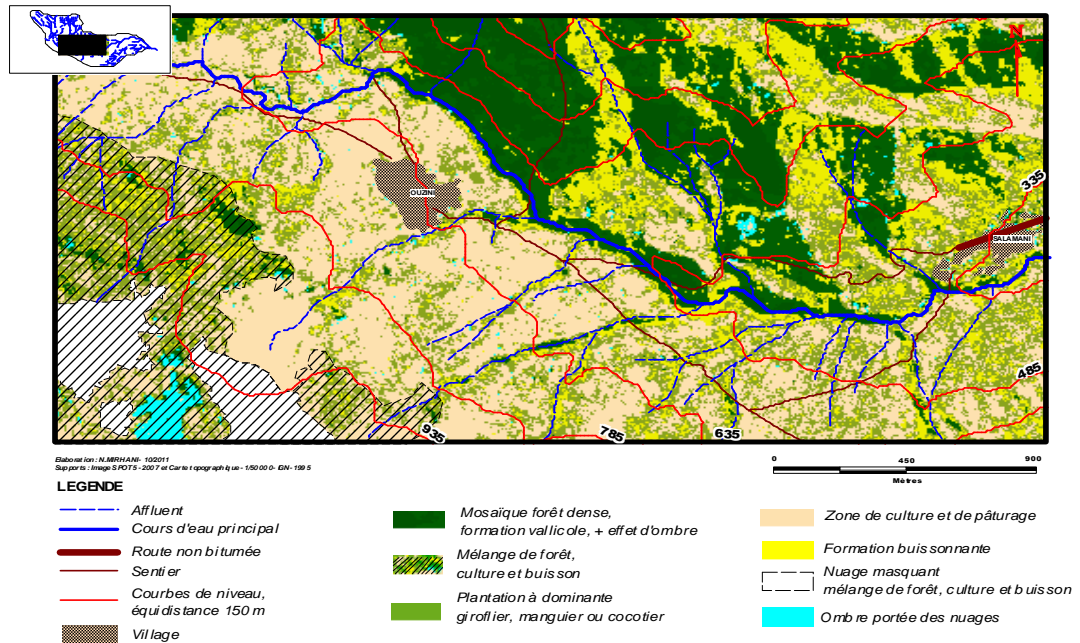 N
OUZINI
335
SALAMANI
485
935
785
635
Elaboration : N.MIRHANI- 10/2011
Supports : Image SPOT5 - 2007 et Carte topographique - 1/50000- IGN- 1995
0 450 900
Mètres
LEGENDE
Affluent
Cours d'eau principal
Route non bitumée
Sentier
Courbes de niveau,
équidistance 150 m
Village
Mosaïque forêt dense,
formation vallicole, + effet d'ombre
Mélange de forêt,
culture et buisson
Plantation à dominante
giroflier, manguier ou cocotier
Zone de culture et de pâturage
Formation buissonnante
Nuage masquant
mélange de forêt, culture et buisson
Ombre portée des nuages